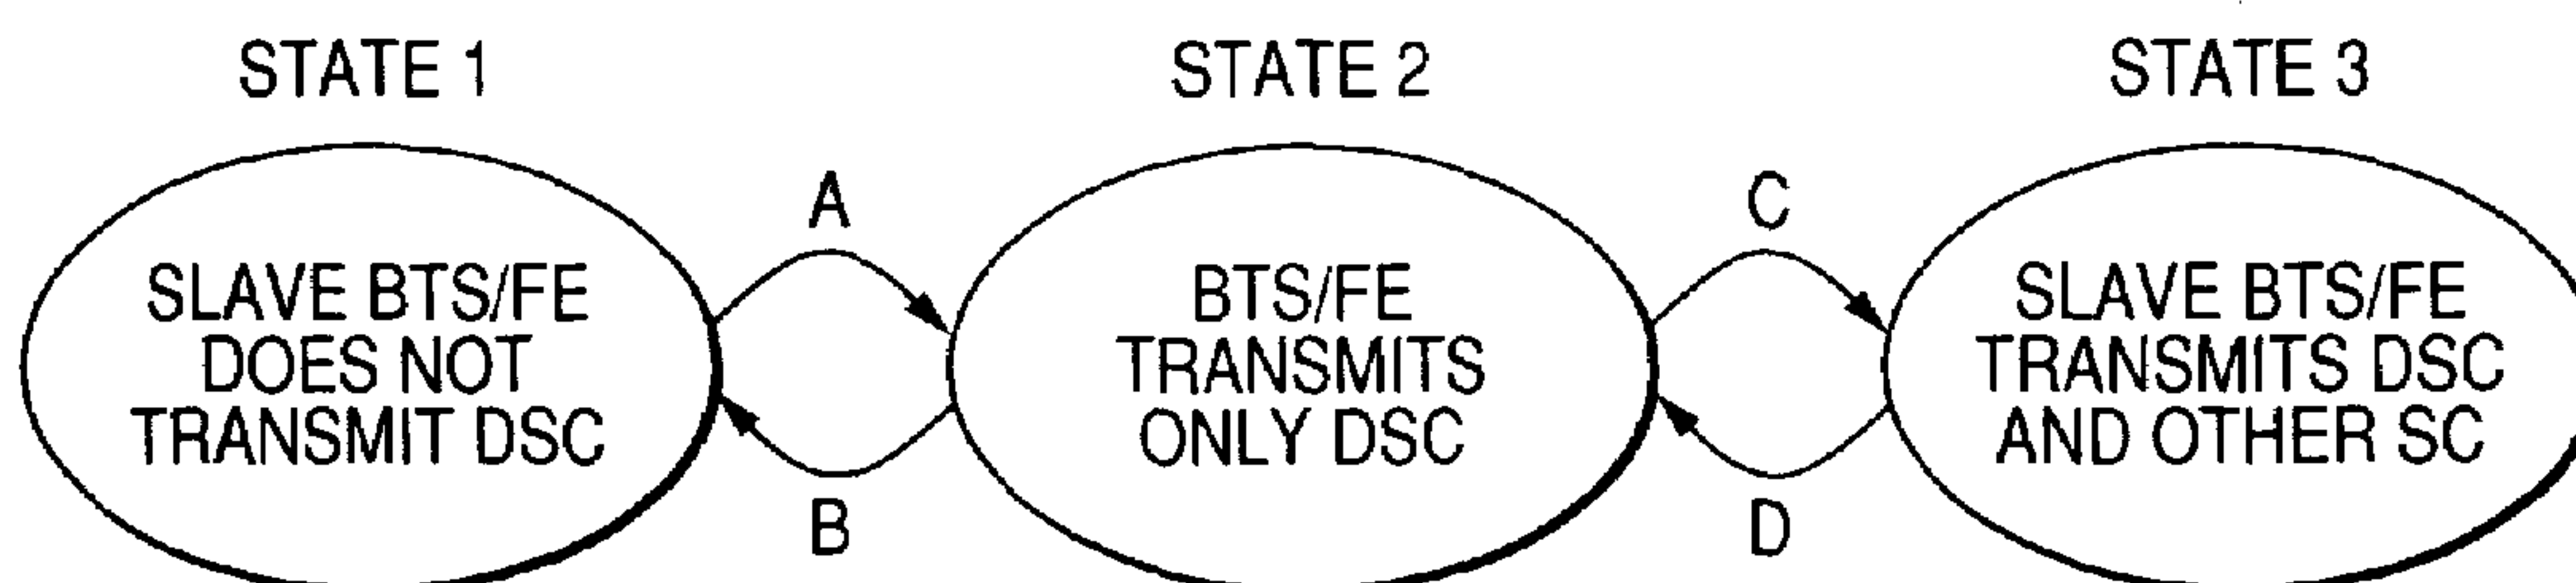 STATE 1
STATE 2
STATE 3
A
C
SLAVE BTS/FE
DOES NOT
TRANSMIT DSC
BTS/FE
TRANSMITS
ONLY DSC
SLAVE BTS/FE
TRANSMITS DSC
AND OTHER SC
B
D